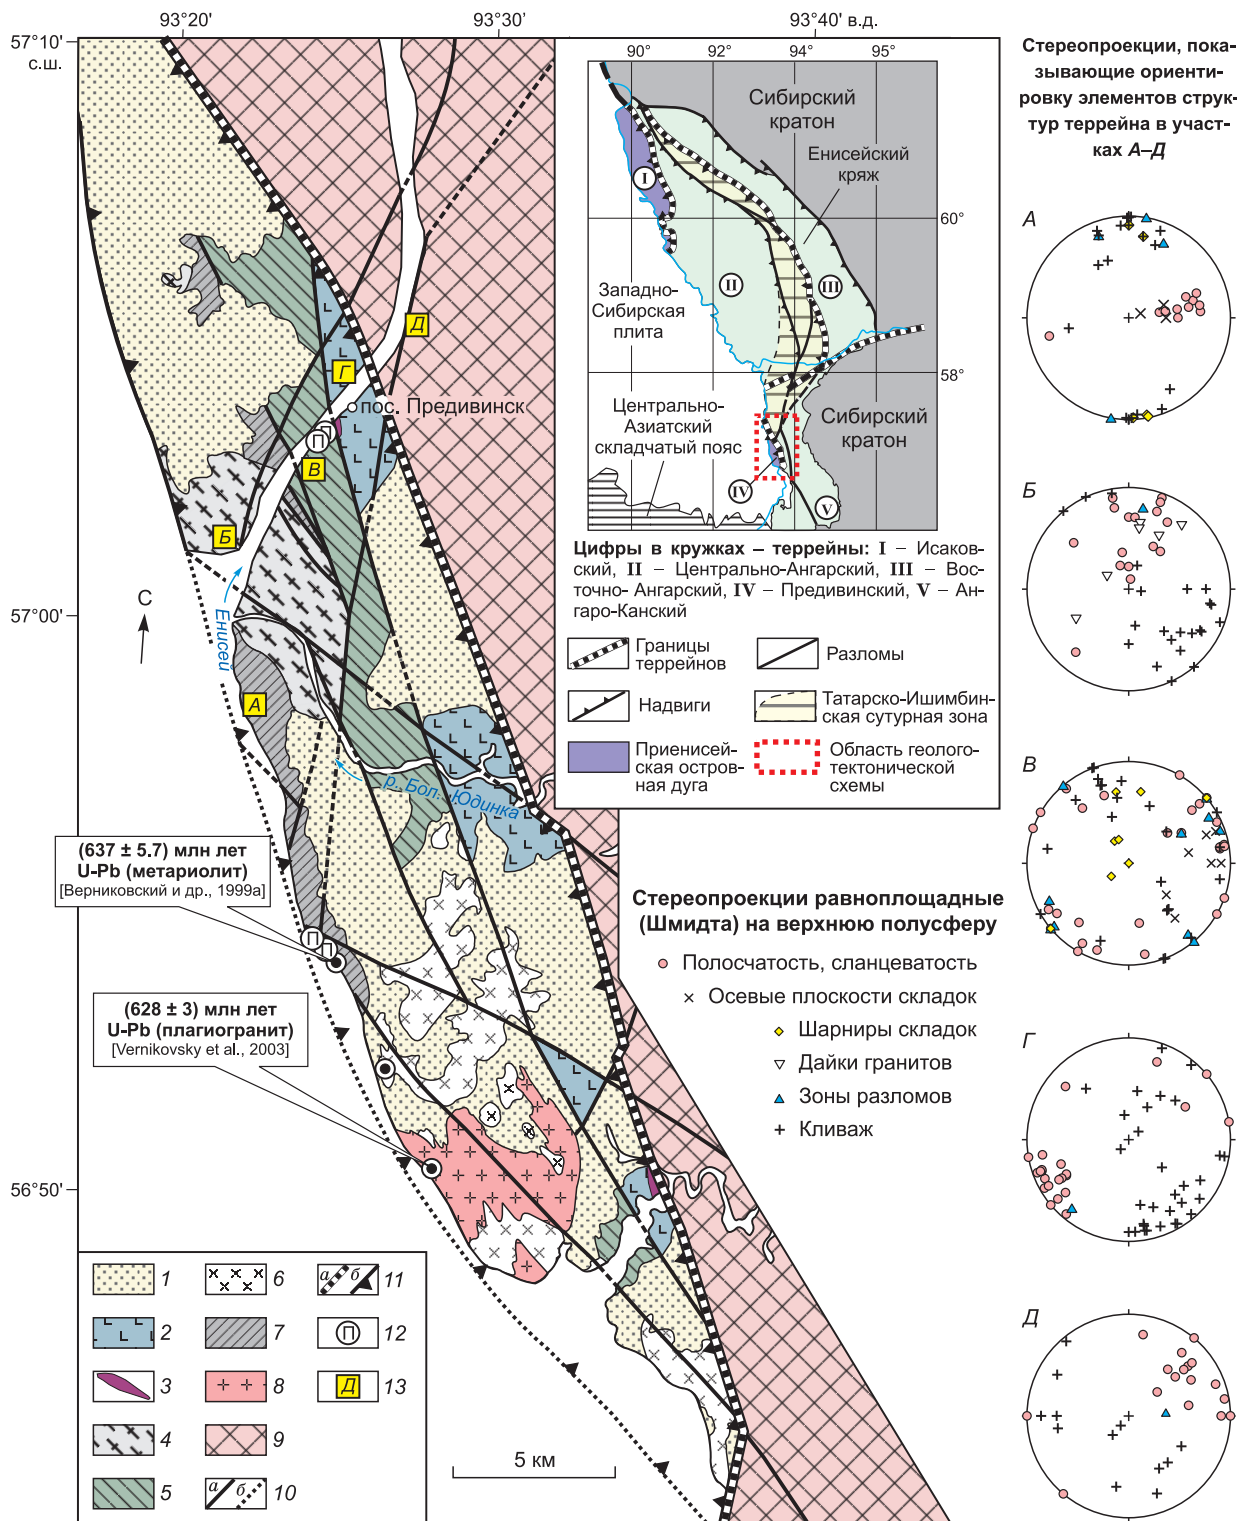 93°20'
93°30'
93°40' в.д.
57°10'
с.ш.
57°00'
56°50'
С
Енисей
р. Бол. Юдинка
пос. Предивинск
А
Б
В
Г
Д
П
П
П
(637 ± 5.7) млн лет
U-Pb (метариолит)
[Верниковский и др., 1999а]
(628 ± 3) млн лет
U-Pb (плагиогранит)
[Vernikovsky et al., 2003]
5 км
1
2
3
4
5
6
7
8
9
а б 10
а б 11
П 12
Д 13
90°
92°
94°
95°
60°
58°
Сибирский
кратон
Енисейский
кряж
Западно-
Сибирская
плита
Центрально-
Азиатский
складчатый пояс
Сибирский
кратон
I
II
III
IV
V
Цифры в кружках – террейны: I – Исаков-
ский, II – Центрально-Ангарский, III – Вос-
точно- Ангарский, IV – Предивинский, V – Ан-
гаро-Канский
Границы
террейнов
Разломы
Надвиги
Татарско-Ишимбин-
ская сутурная зона
Приенисей-
ская остров-
ная дуга
Область геолого-
тектонической
схемы
Стереопроекции равноплощадные
(Шмидта) на верхнюю полусферу
Полосчатость, сланцеватость
Осевые плоскости складок
Шарниры складок
Дайки гранитов
Зоны разломов
Кливаж
Стереопроекции, пока-
зывающие ориенти-
ровку элементов струк-
тур террейна в участ-
ках А–Д
А
Б
В
Г
Д